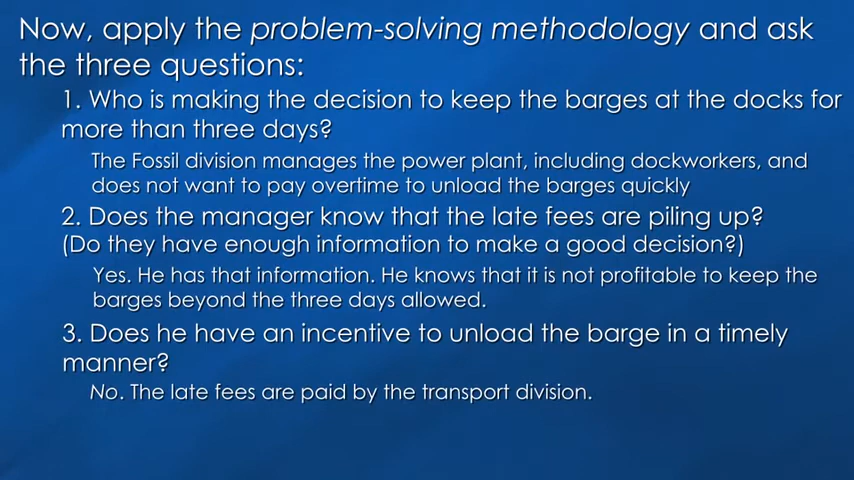 Now, apply the problem-solving methodology and ask
the three questions:
1. Who is making the decision to keep the barges at the docks for
more than three days?
The Fossil division manages the power plant, including dockworkers, and
does not want to pay overtime to unload the barges quickly
2. Does the manager know that the late fees are piling up?
(Do they have enough information to make a good decision?)
Yes. He has that information. He knows that it is not profitable to keep the
barges beyond the three days allowed.
3. Does he have an incentive to unload the barge in a timely
manner?
No. The late fees are paid by the transport division.